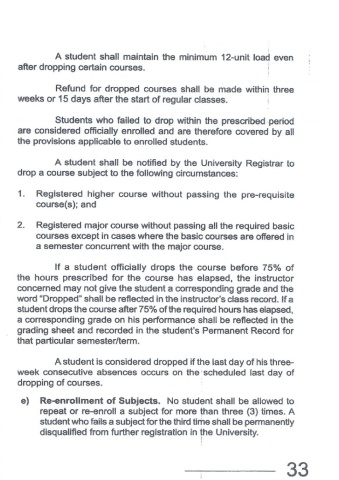 A student shall maintain the minimum 12-unit load even
after dropping certain courses.
Refund for dropped courses shall be made within three
weeks or 15 days after the start of regular classes.
Students who failed to drop within the prescribed period
are considered officially enrolled and are therefore covered by all
the provisions applicable to enrolled students.
A student shall be notified by the University Registrar to
drop a course subject to the following circumstances:
1. Registered higher course without passing the pre-requisite
course(s); and
2. Registered major course without passing all the required basic
courses except in cases where the basic courses are offered in
a semester concurrent with the major course.
If a student officially drops the course before 75% of
the hours prescribed for the course has elapsed, the instructor
concerned may not give the student a corresponding grade and the
word "Dropped" shall be reflected in the instructor's class record. If a
student drops the course after 75% of the required hours has elapsed,
a corresponding grade on his performance shall be reflected in the
grading sheet and recorded in the student's Permanent Record for
that particular semester/term.
A student is considered dropped if the last day of his three-
week consecutive absences occurs on the scheduled last day of
dropping of courses.
e) Re-enrollment of Subjects. No student shall be allowed to
repeat or re-enroll a subject for more than three (3) times. A
student who fails a subject for the third time shall be permanently
disqualified from further registration in the University.
33